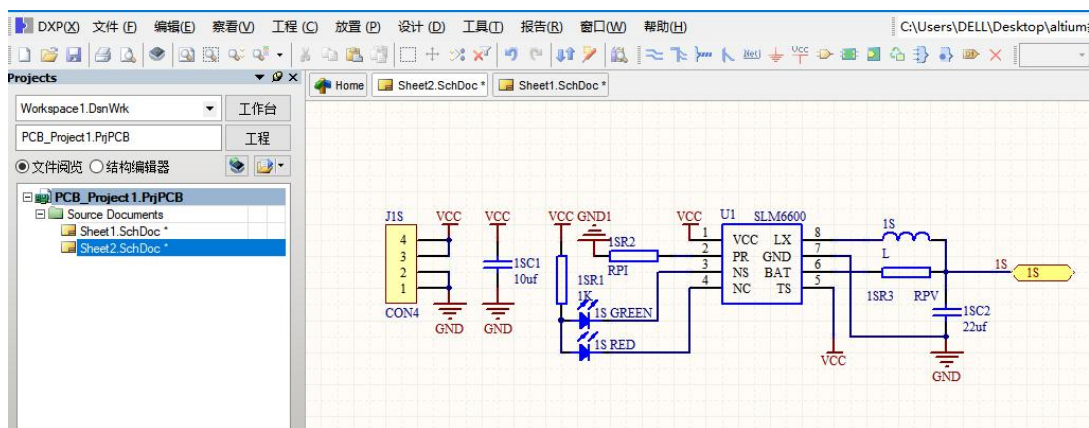 DXP(X) 文件 (F) 编辑(E) 察看(V) 工程 (C) 放置 (P) 设计 (D) 工具(T) 报告(R) 窗口(W) 帮助(H) C:\Users\DELL\Desktop\altium
Projects
Home Sheet2.SchDoc * Sheet1.SchDoc *
Workspace1.DsnWrk 工作台
PCB_Project1.PrjPCB 工程
文件阅览 结构编辑器
PCB_Project1.PrjPCB
Source Documents
Sheet1.SchDoc *
Sheet2.SchDoc *
J1S VCC VCC VCC GND1 VCC U1 SLM6600 1S
4
3
2
1
CON4
GND
1SC1
10uf
GND
1SR2
RPI
1SR1
1K
1S GREEN
1S RED
1 VCC LX 8
2 PR GND 7
3 NS BAT 6
4 NC TS 5
L
1SR3 RPV
VCC
1S 1S
1SC2
22uf
GND
Net
VCC